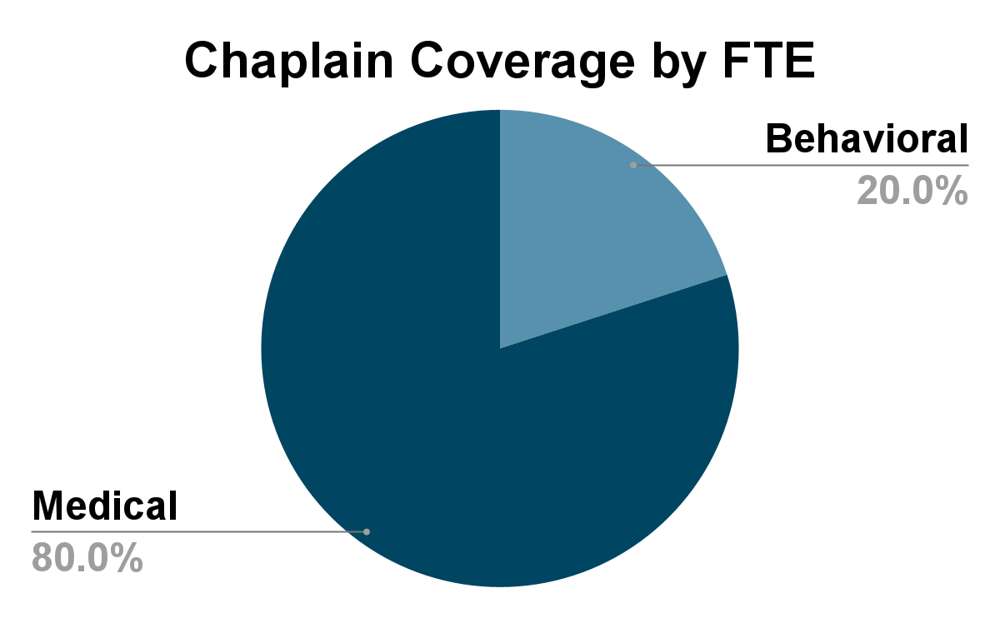 Chaplain Coverage by FTE
Behavioral
20.0%
Medical
80.0%